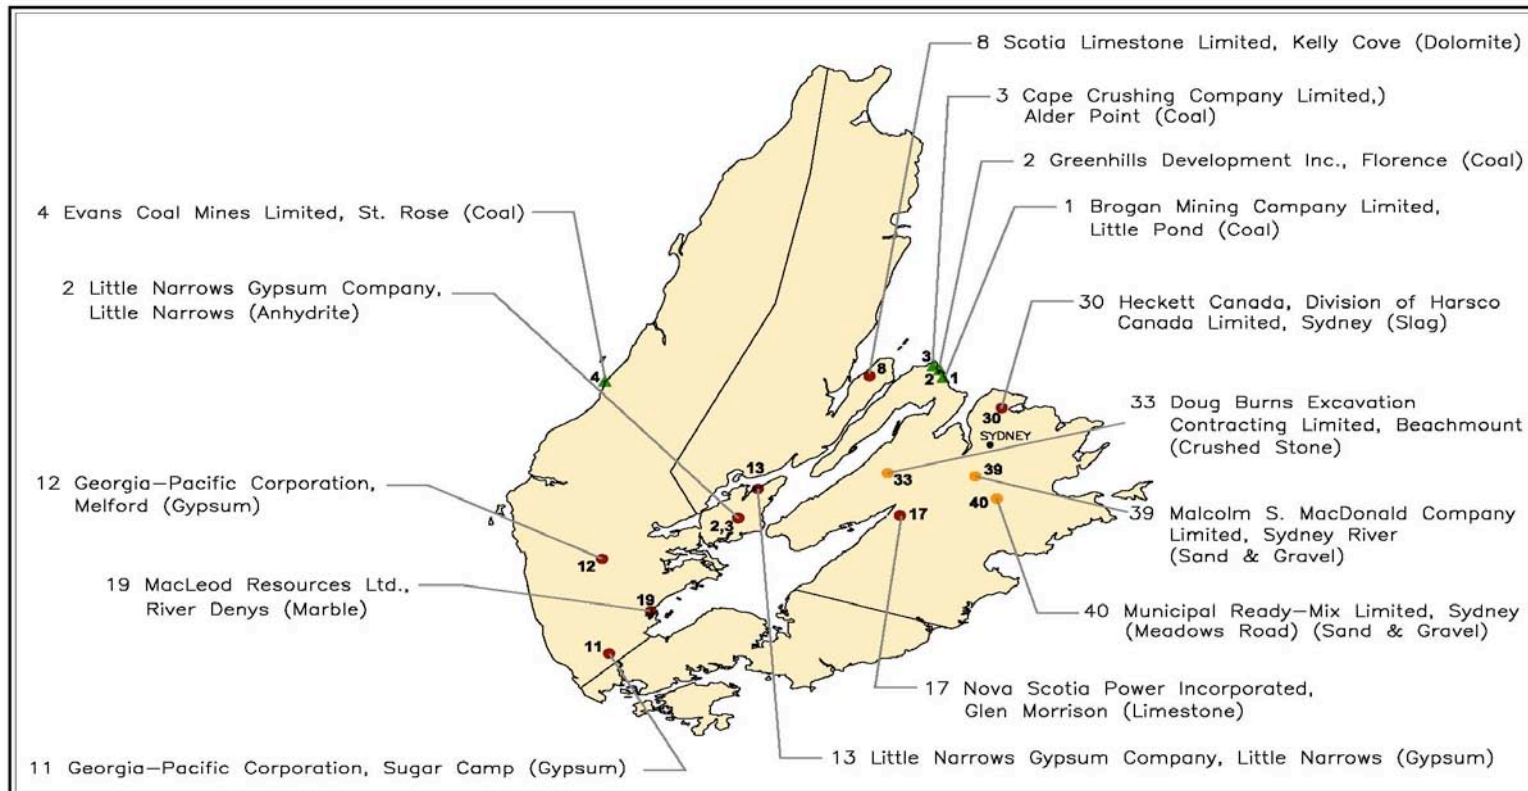 8 Scotia Limestone Limited, Kelly Cove (Dolomite)
3 Cape Crushing Company Limited,)
Alder Point (Coal)
2 Greenhills Development Inc., Florence (Coal)
1 Brogan Mining Company Limited,
Little Pond (Coal)
4 Evans Coal Mines Limited, St. Rose (Coal)
2 Little Narrows Gypsum Company,
Little Narrows (Anhydrite)
30 Heckett Canada, Division of Harsco
Canada Limited, Sydney (Slag)
33 Doug Burns Excavation
Contracting Limited, Beachmount
(Crushed Stone)
12 Georgia-Pacific Corporation,
Melford (Gypsum)
39 Malcolm S. MacDonald Company
Limited, Sydney River
(Sand & Gravel)
19 MacLeod Resources Ltd.,
River Denys (Marble)
40 Municipal Ready-Mix Limited, Sydney
(Meadows Road) (Sand & Gravel)
17 Nova Scotia Power Incorporated,
Glen Morrison (Limestone)
13 Little Narrows Gypsum Company, Little Narrows (Gypsum)
11 Georgia-Pacific Corporation, Sugar Camp (Gypsum)
3
8
4
2
1
30
SYDNEY
13
33
39
40
17
2,3
12
19
11